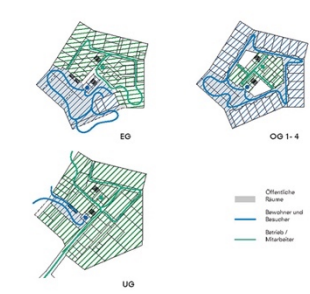 EG
OG 1- 4
UG
Öffentliche
Räume
Bewohner und
Besucher
Betrieb /
Mitarbeiter